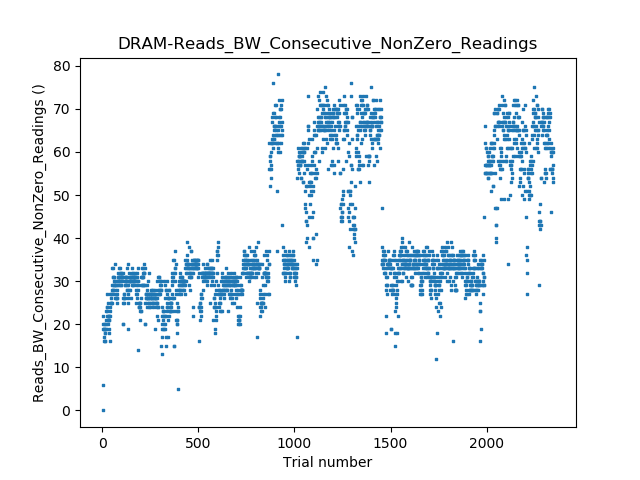 DRAM-Reads_BW_Consecutive_NonZero_Readings
Reads_BW_Consecutive_NonZero_Readings ()
80
70
60
50
40
30
20
10
0
0 500 1000 1500 2000
Trial number